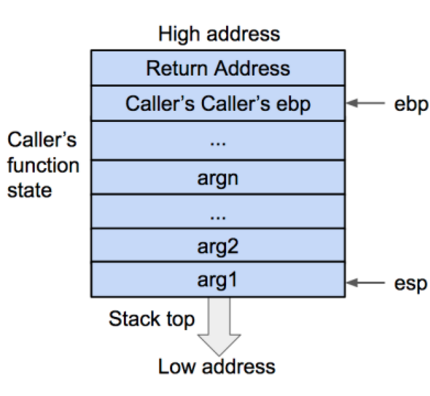 High address
Return Address
Caller's Caller's ebp
ebp
...
Caller's
function
state
argn
...
arg2
arg1
esp
Stack top
Low address